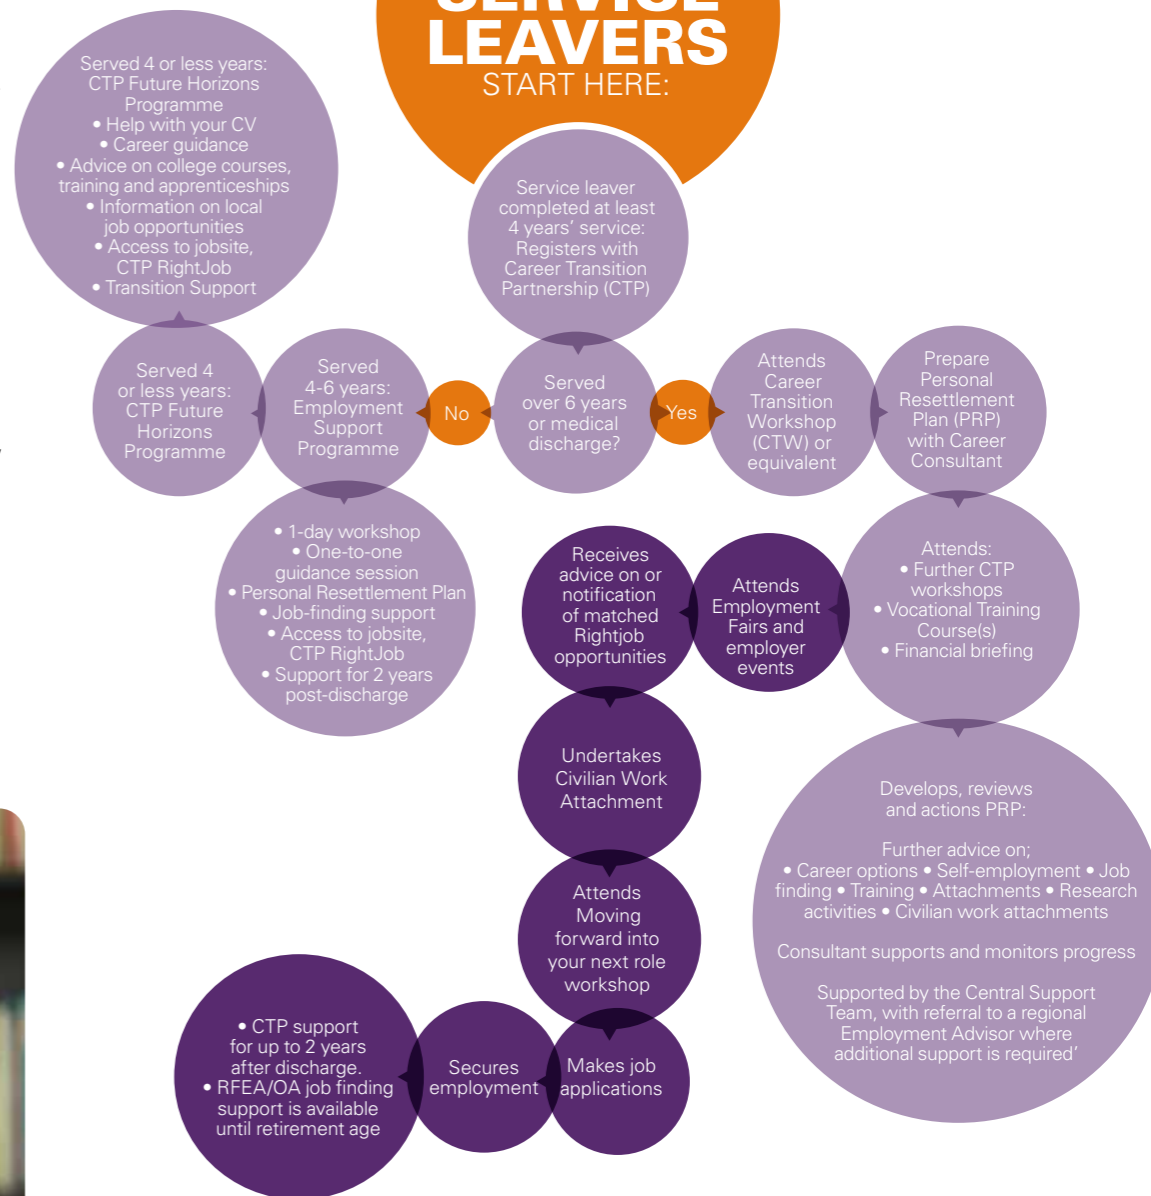 SERVICE
LEAVERS
START HERE:
Served 4 or less years:
CTP Future Horizons
Programme
• Help with your CV
• Career guidance
• Advice on college courses,
training and apprenticeships
• Information on local
job opportunities
• Access to jobsite,
CTP RightJob
• Transition Support
Service leaver
completed at least
4 years’ service:
Registers with
Career Transition
Partnership (CTP)
Served 4
or less years:
CTP Future
Horizons
Programme
Served
4-6 years:
Employment
Support
Programme
No
Served
over 6 years
or medical
discharge?
Yes
Attends
Career
Transition
Workshop
(CTW) or
equivalent
Prepare
Personal
Resettlement
Plan (PRP)
with Career
Consultant
• 1-day workshop
• One-to-one
guidance session
• Personal Resettlement Plan
• Job-finding support
• Access to jobsite,
CTP RightJob
• Support for 2 years
post-discharge
Receives
advice on or
notification
of matched
Rightjob
opportunities
Attends
Employment
Fairs and
employer
events
Attends:
• Further CTP
workshops
• Vocational Training
Course(s)
• Financial briefing
Undertakes
Civilian Work
Attachment
Develops, reviews
and actions PRP:
Further advice on;
• Career options • Self-employment • Job
finding • Training • Attachments • Research
activities • Civilian work attachments
Consultant supports and monitors progress
Supported by the Central Support
Team, with referral to a regional
Employment Advisor where
additional support is required’
Attends
Moving
forward into
your next role
workshop
• CTP support
for up to 2 years
after discharge.
• RFEA/OA job finding
support is available
until retirement age
Secures
employment
Makes job
applications